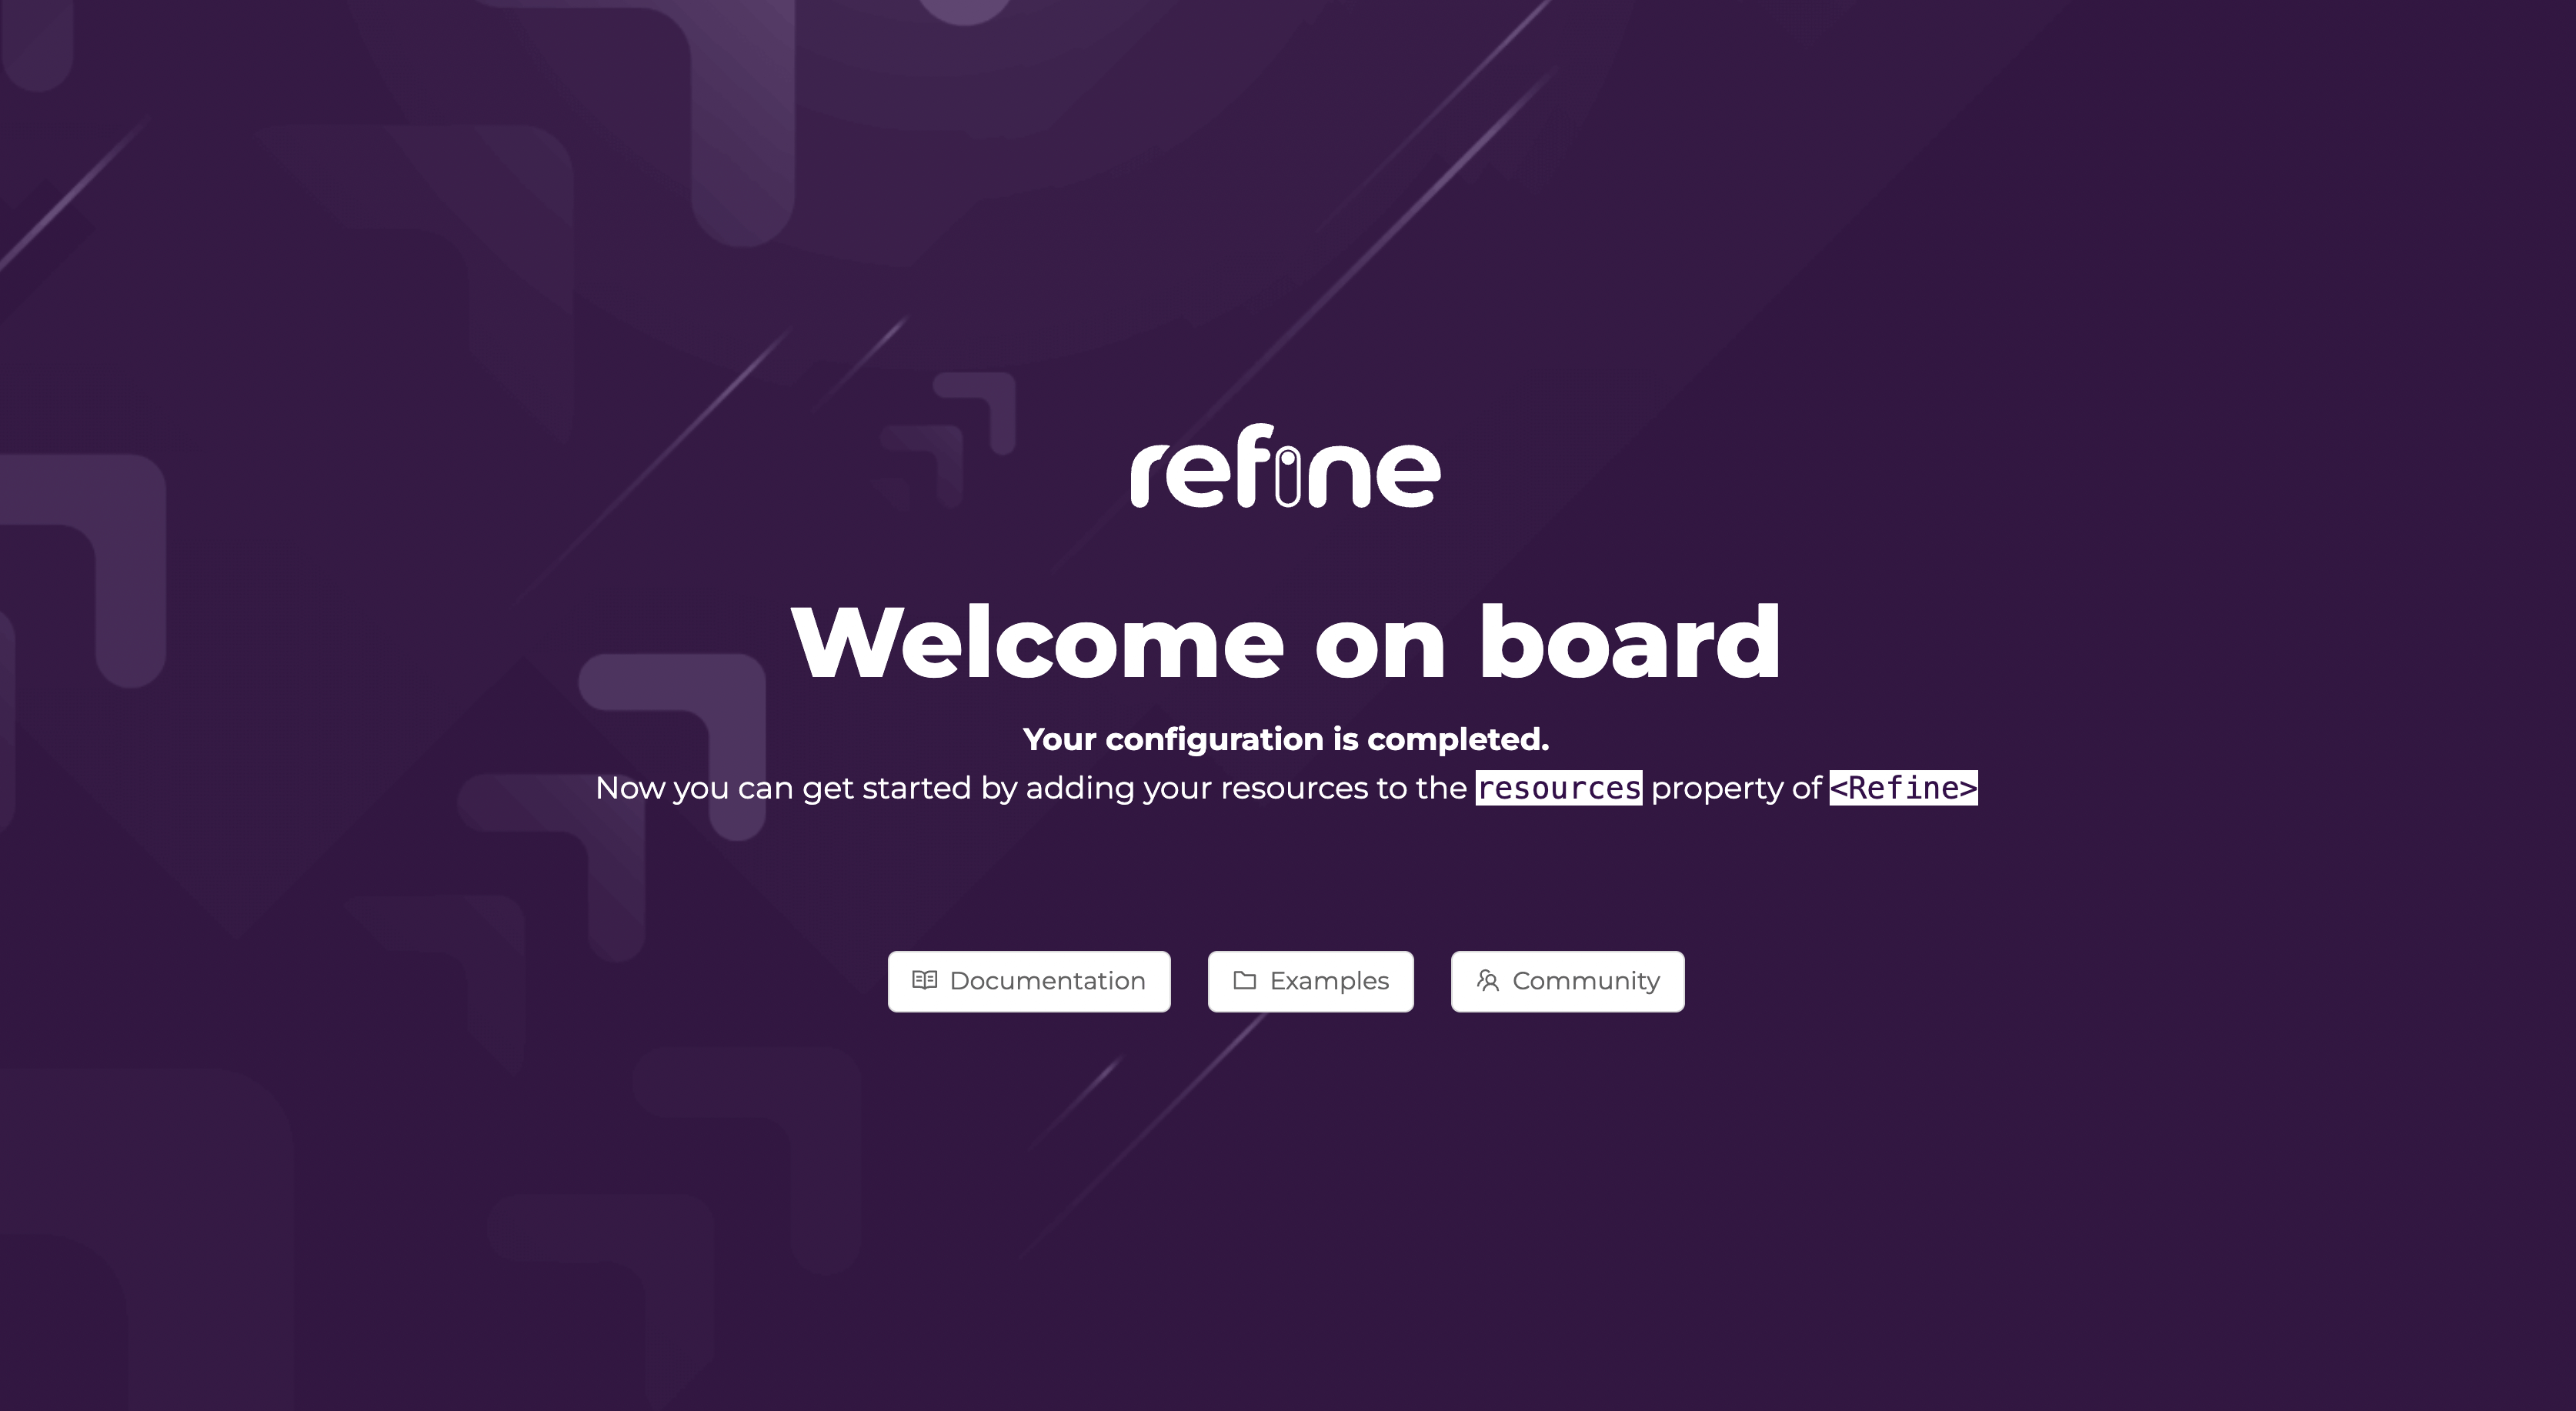 refine
Welcome on board
Your configuration is completed.
Now you can get started by adding your resources to the resources property of <Refine>
Documentation
Examples
Community